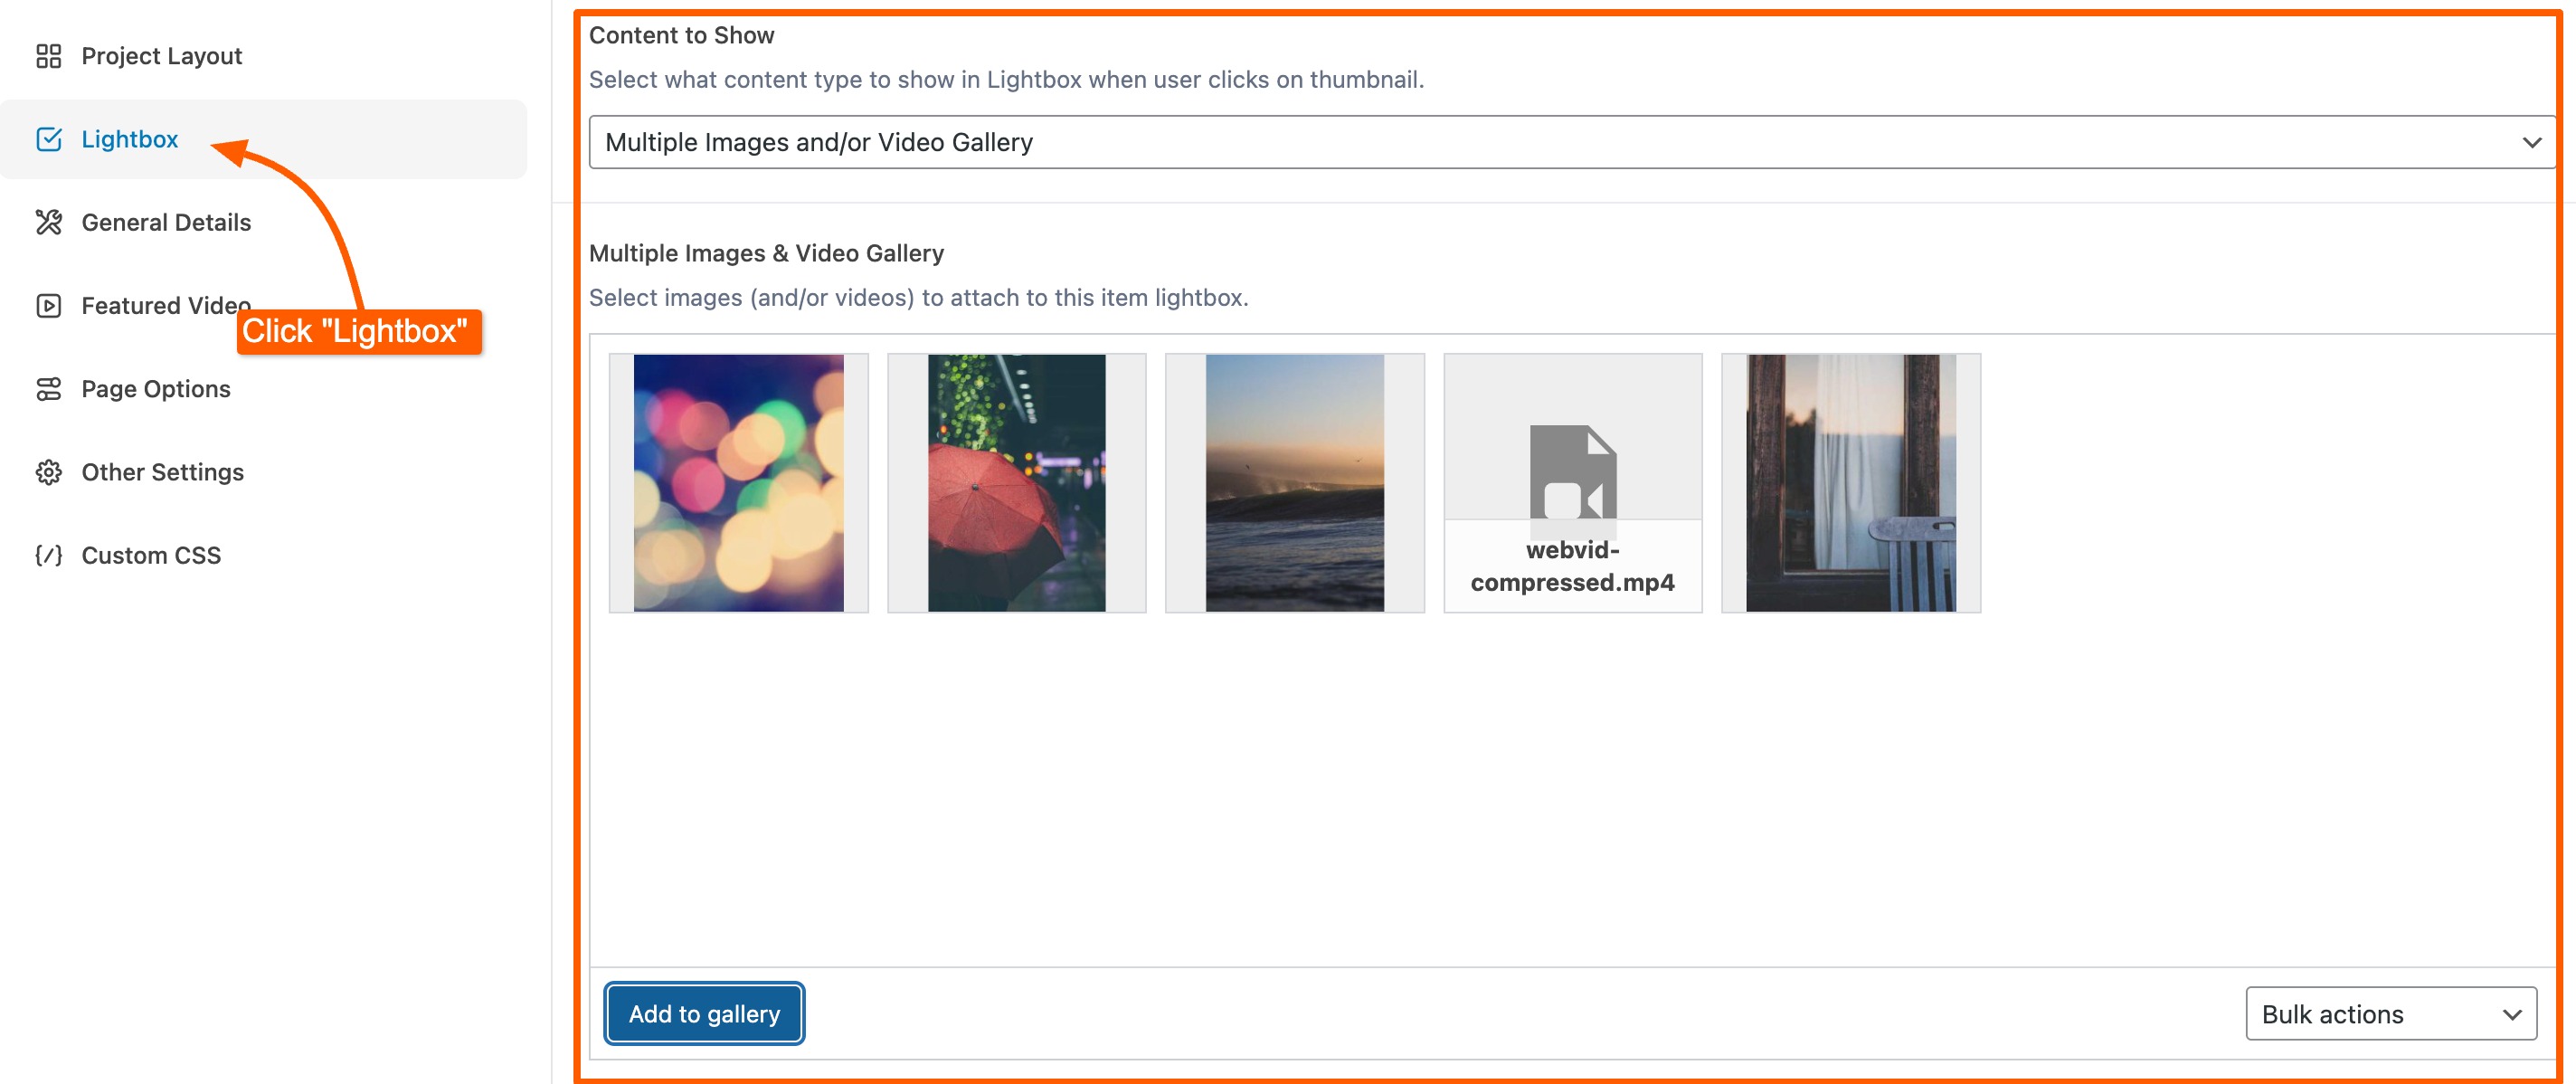 Project Layout
Lightbox
General Details
Featured Video
Click "Lightbox"
Page Options
Other Settings
Custom CSS
Content to Show
Select what content type to show in Lightbox when user clicks on thumbnail.
Multiple Images and/or Video Gallery
Multiple Images & Video Gallery
Select images (and/or videos) to attach to this item lightbox.
webvid-
compressed.mp4
Add to gallery
Bulk actions